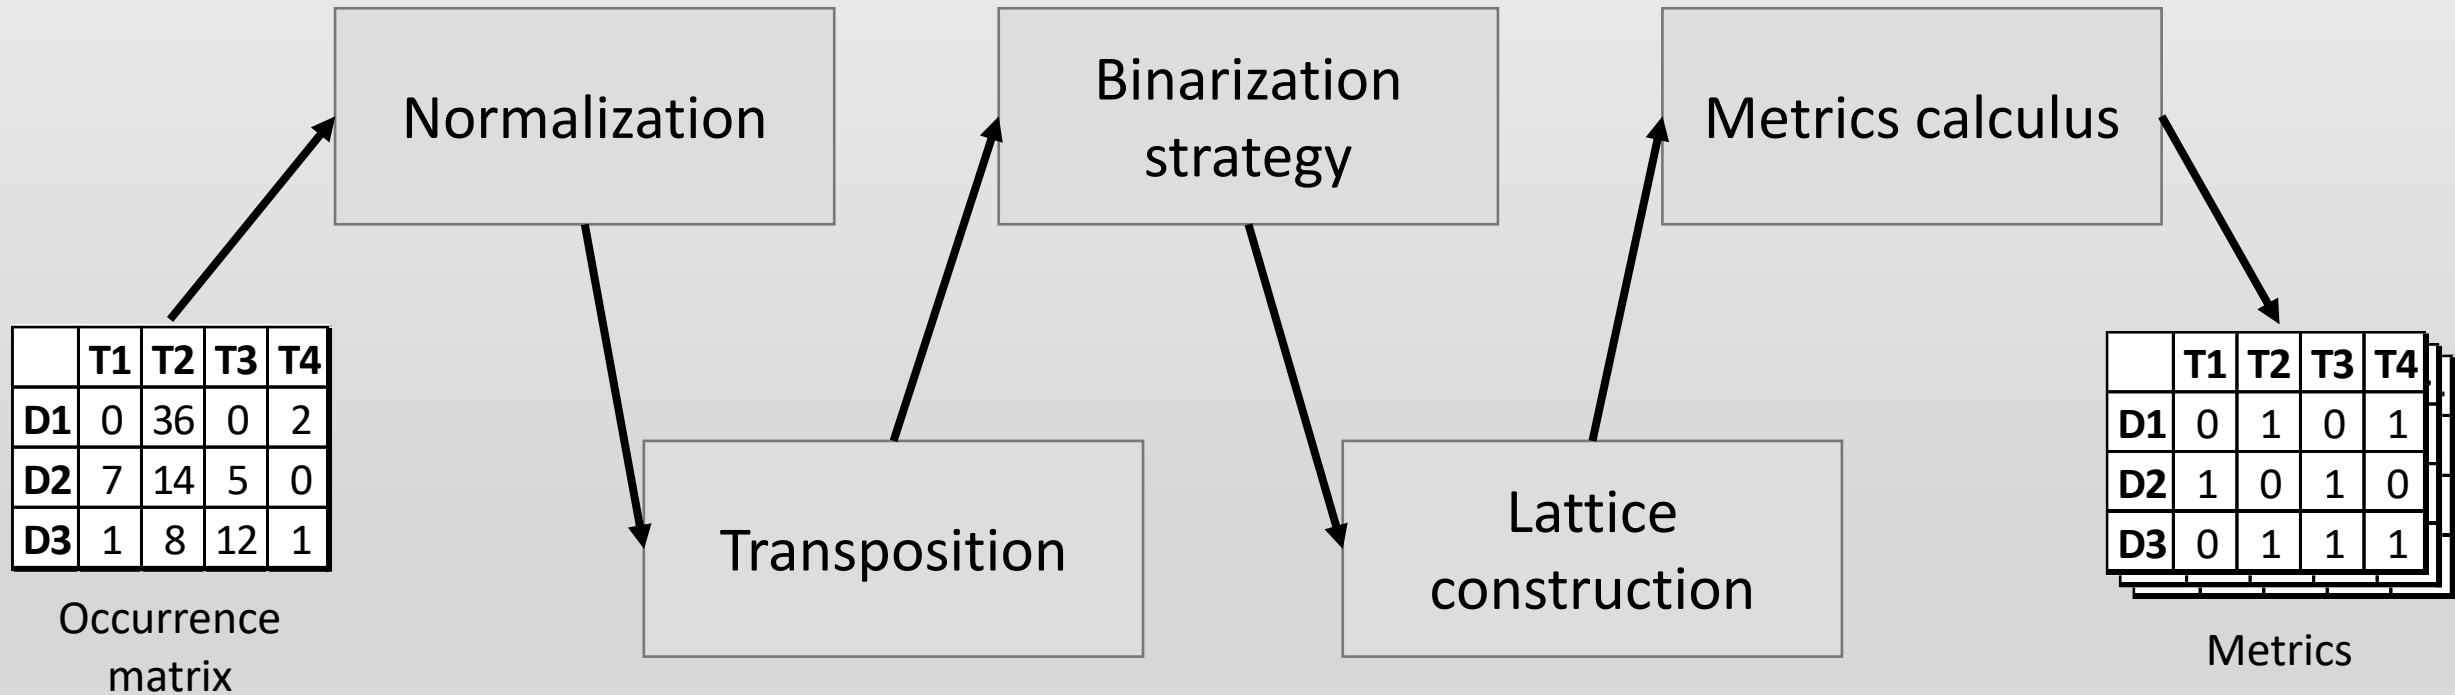 Normalization
Binarization
strategy
Metrics calculus
T1 T2 T3 T4
D1 0 36 0 2
D2 7 14 5 0
D3 1 8 12 1
Occurrence
matrix
Transposition
Lattice
construction
T1 T2 T3 T4
D1 0 1 0 1
D2 1 0 1 0
D3 0 1 1 1
Metrics